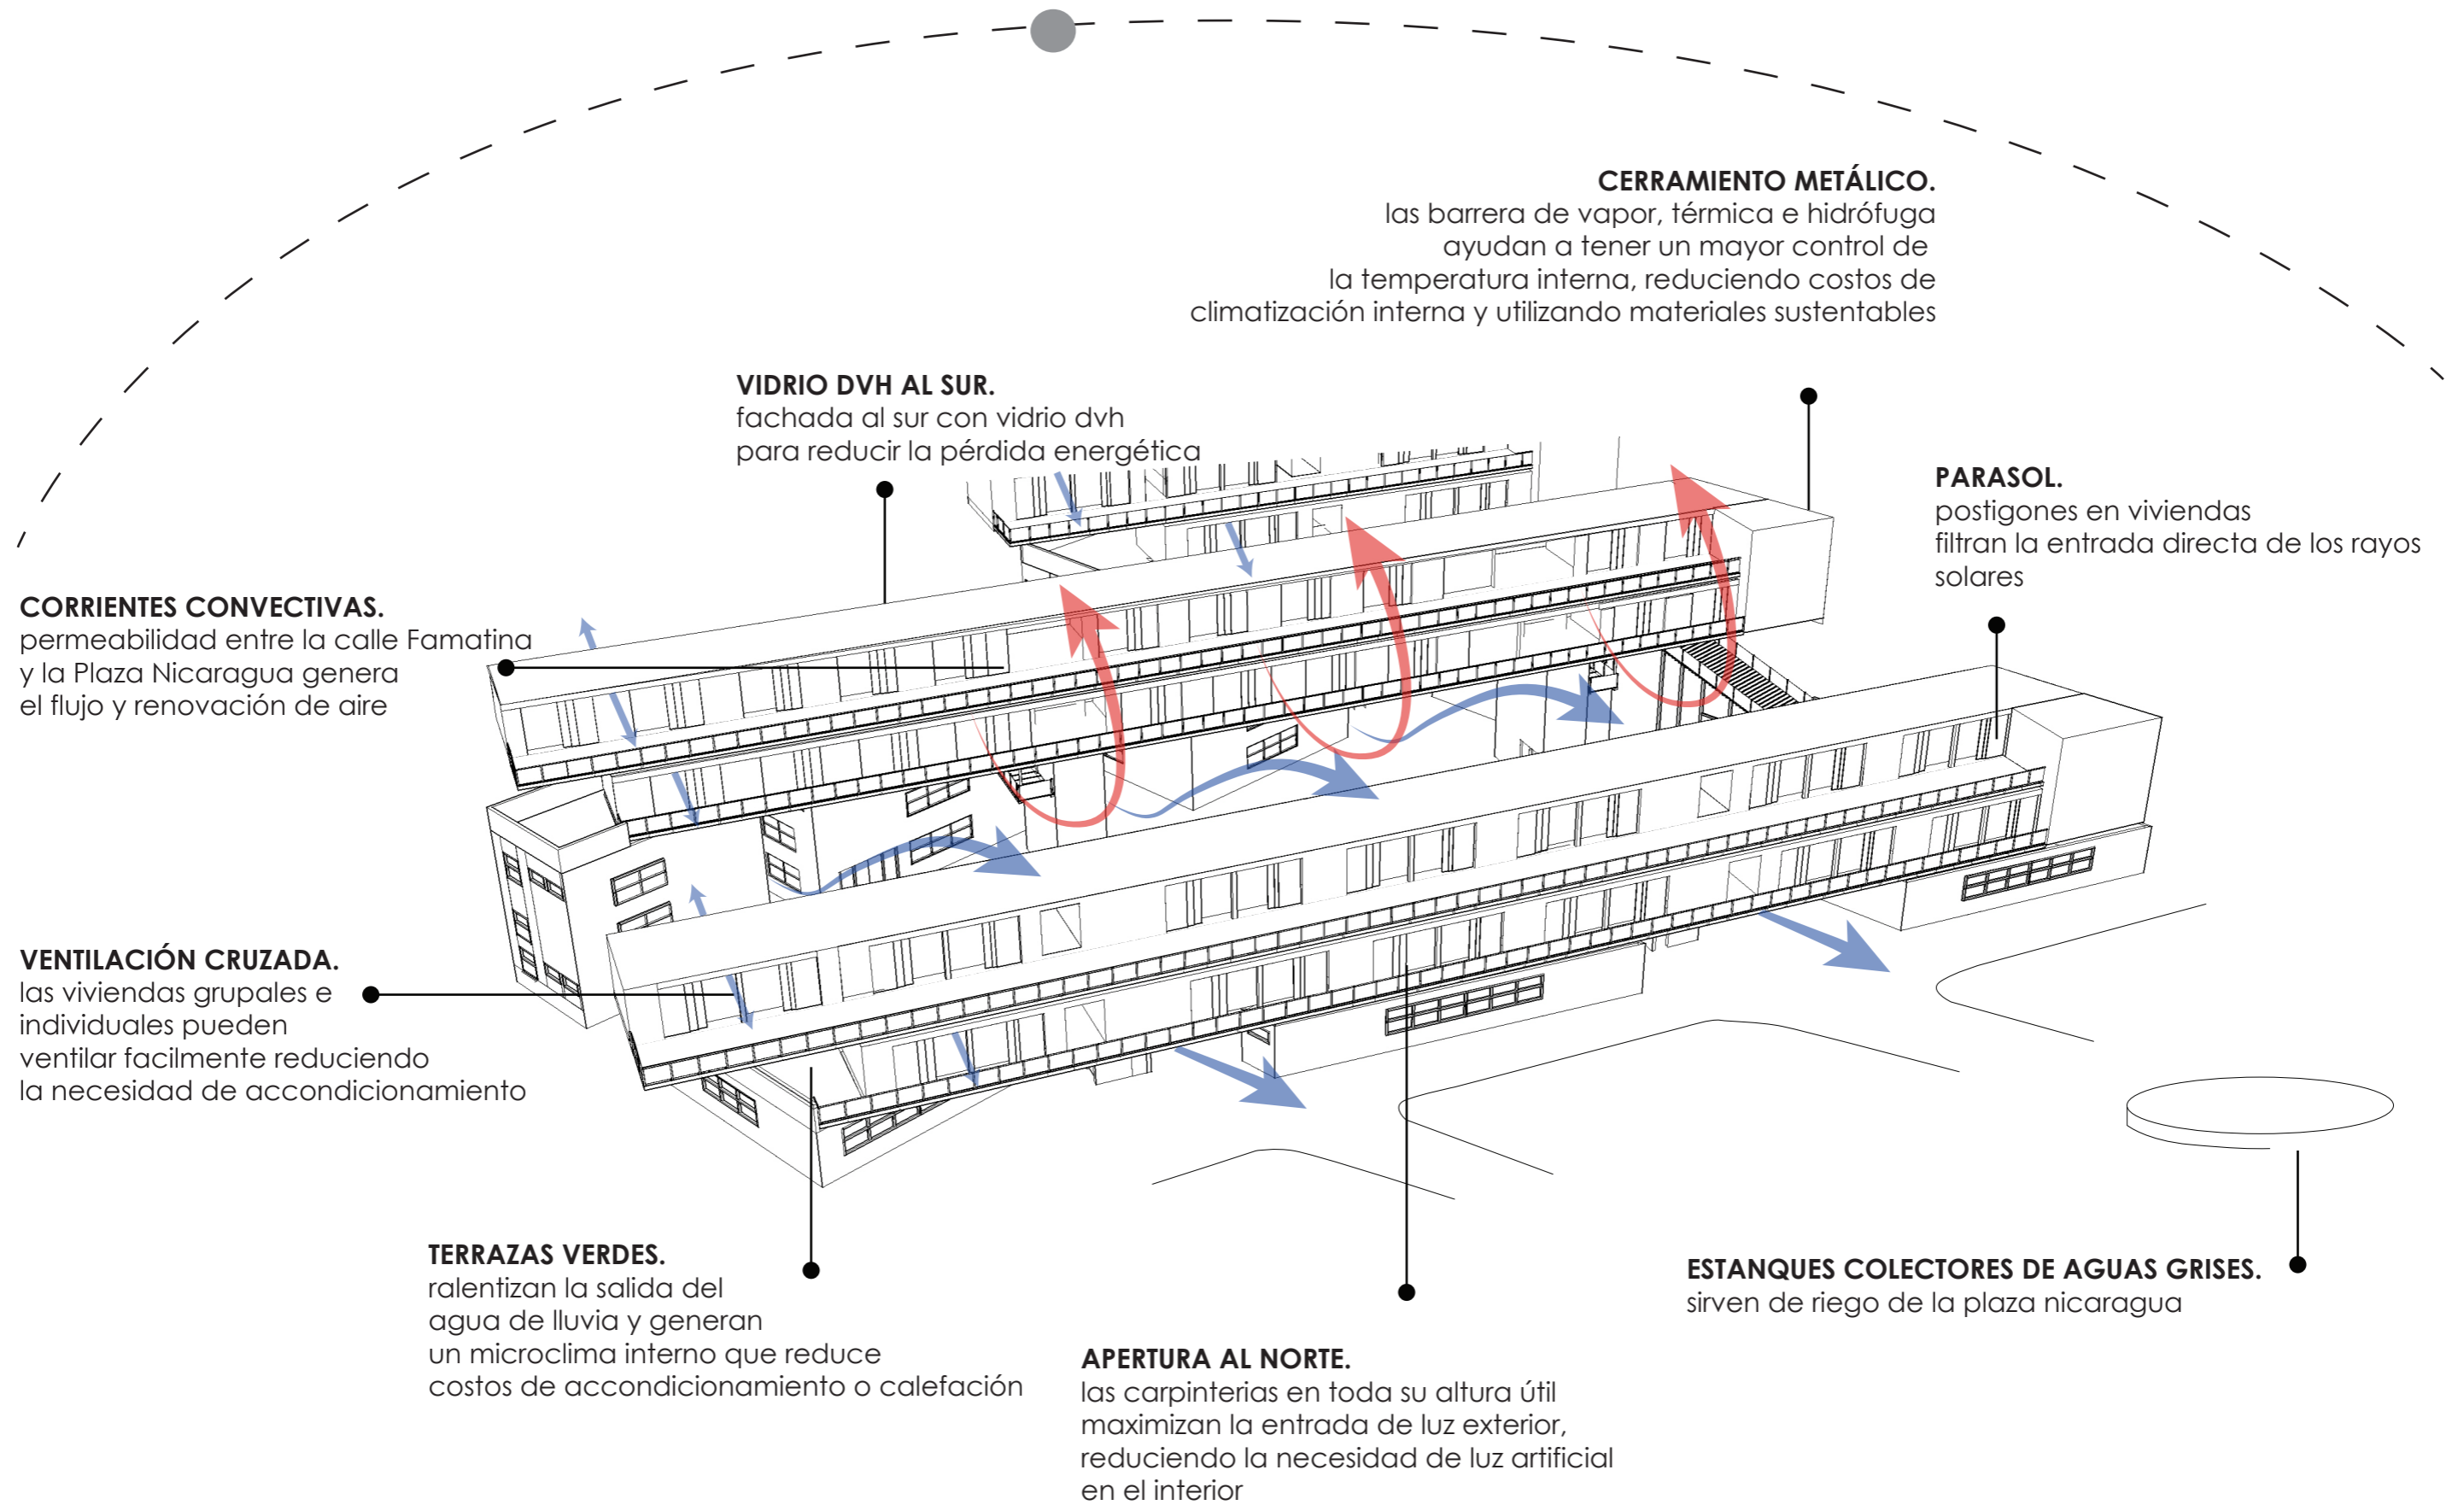 CERRAMIENTO METÁLICO.
las barrera de vapor, térmica e hidrófuga
ayudan a tener un mayor control de
la temperatura interna, reduciendo costos de
climatización interna y utilizando materiales sustentables
VIDRIO DVH AL SUR.
fachada al sur con vidrio dvh
para reducir la pérdida energética
PARASOL.
postigones en viviendas
filtran la entrada directa de los rayos
solares
CORRIENTES CONVECTIVAS.
permeabilidad entre la calle Famatina
y la Plaza Nicaragua genera
el flujo y renovación de aire
VENTILACIÓN CRUZADA.
las viviendas grupales e
individuales pueden
ventilar facilmente reduciendo
la necesidad de accondicionamiento
TERRAZAS VERDES.
ralentizan la salida del
agua de lluvia y generan
un microclima interno que reduce
costos de accondicionamiento o calefación
APERTURA AL NORTE.
las carpinterias en toda su altura útil
maximizan la entrada de luz exterior,
reduciendo la necesidad de luz artificial
en el interior
ESTANQUES COLECTORES DE AGUAS GRISES.
sirven de riego de la plaza nicaragua